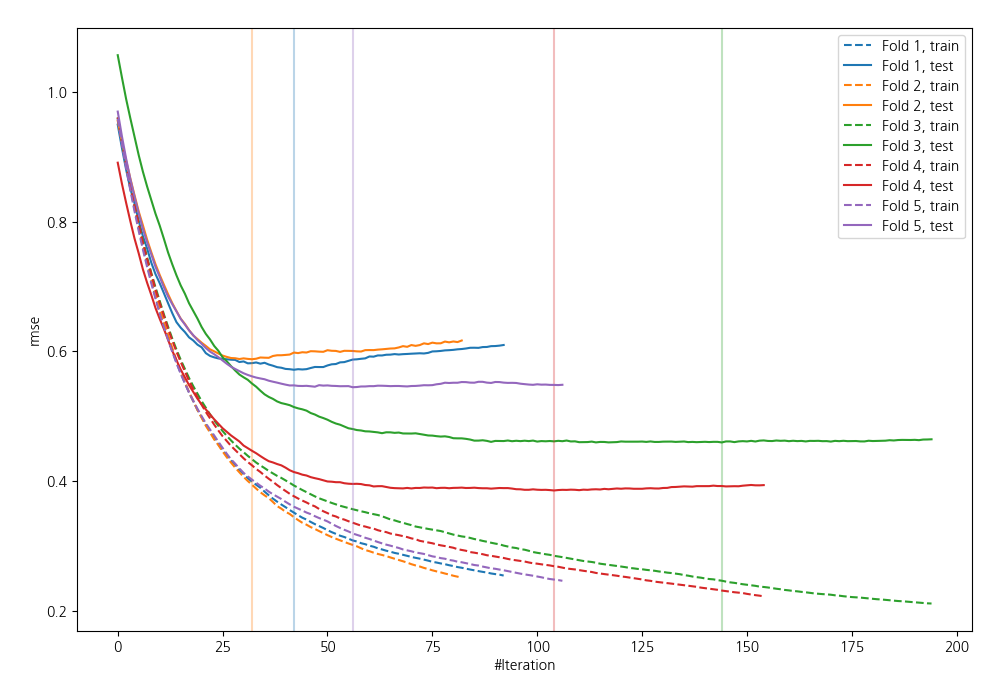 1.0
0.8
0.6
0.4
0.2
rmse
0
25
50
75
100
125
150
175
200
#Iteration
Fold 1, train
Fold 1, test
Fold 2, train
Fold 2, test
Fold 3, train
Fold 3, test
Fold 4, train
Fold 4, test
Fold 5, train
Fold 5, test